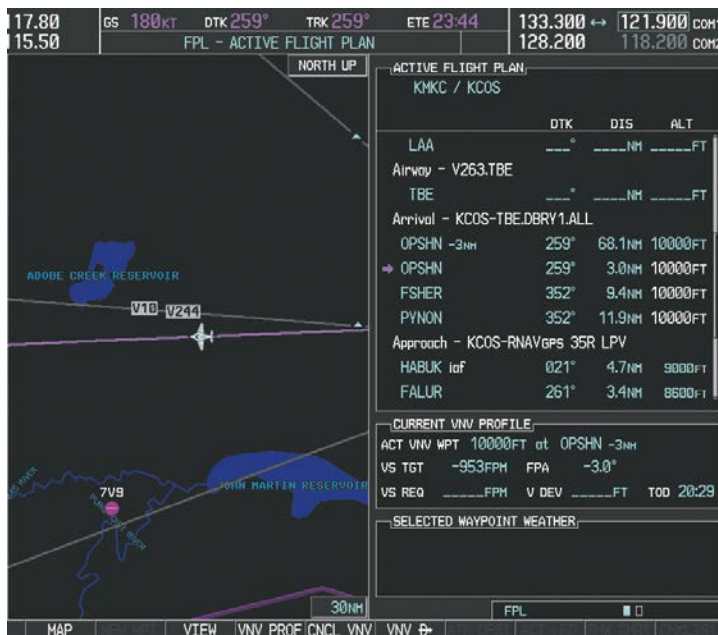 17.80 GS 180KT DTK 259° TRK 259° ETE 23:44 133.300 ↔ 121.900 COM1
15.50 FPL - ACTIVE FLIGHT PLAN 128.200 118.200 COM2
NORTH UP
ADOBE CREEK RESERVOIR
V10 V244
JOHN MARTIN RESERVOIR
7V9
30NM
ACTIVE FLIGHT PLAN
KMKC / KCOS
DTK DIS ALT
LAA ___° ____NM _____FT
Airway - V263.TBE
TBE ___° ____NM _____FT
Arrival - KCOS-TBE.DBRY1.ALL
OPSHN -3NM 259° 68.1NM 10000FT
OPSHN 259° 3.0NM 10000FT
FSHER 352° 9.4NM 10000FT
PYNON 352° 11.9NM 10000FT
Approach - KCOS-RNAVGPS 35R LPV
HABUK iaf 021° 4.7NM 9000FT
FALUR 261° 3.4NM 8600FT
CURRENT VNV PROFILE
ACT VNV WPT 10000FT at OPSHN -3NM
VS TGT -953FPM FPA -3.0°
VS REQ _____FPM V DEV _____FT TOD 20:29
SELECTED WAYPOINT WEATHER
FPL
MAP VIEW VNV PROF CNCL VNV VNV D→